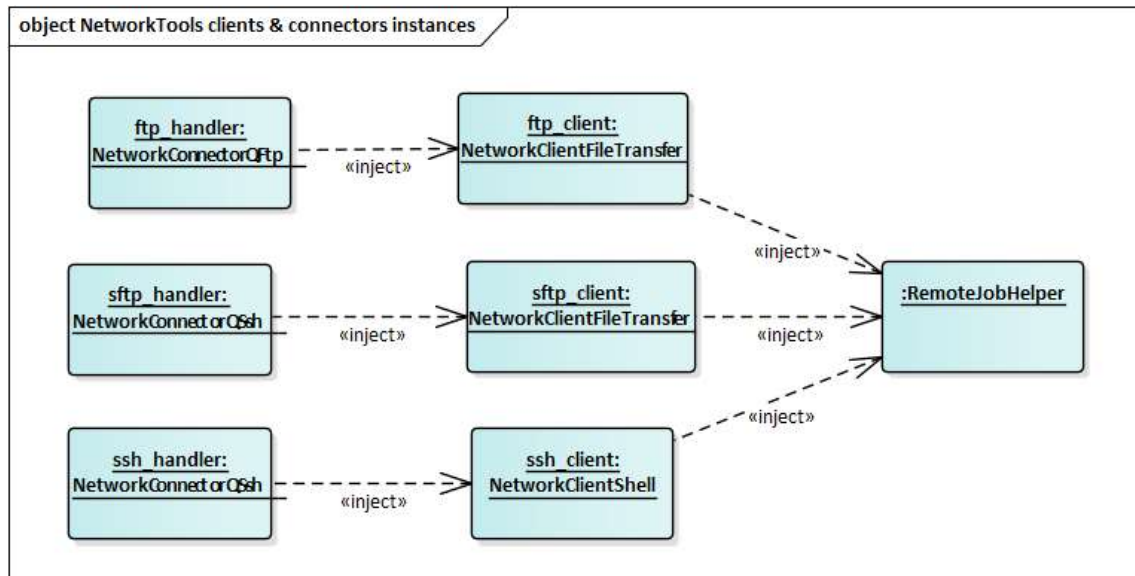 object NetworkTools clients & connectors instances
ftp_handler:
NetworkConnectorQFtp
«inject»
ftp_client:
NetworkClientFileTransfer
«inject»
sftp_handler:
NetworkConnectorQSsh
«inject»
sftp_client:
NetworkClientFileTransfer
«inject»
:RemoteJobHelper
ssh_handler:
NetworkConnectorQSsh
«inject»
ssh_client:
NetworkClientShell
«inject»